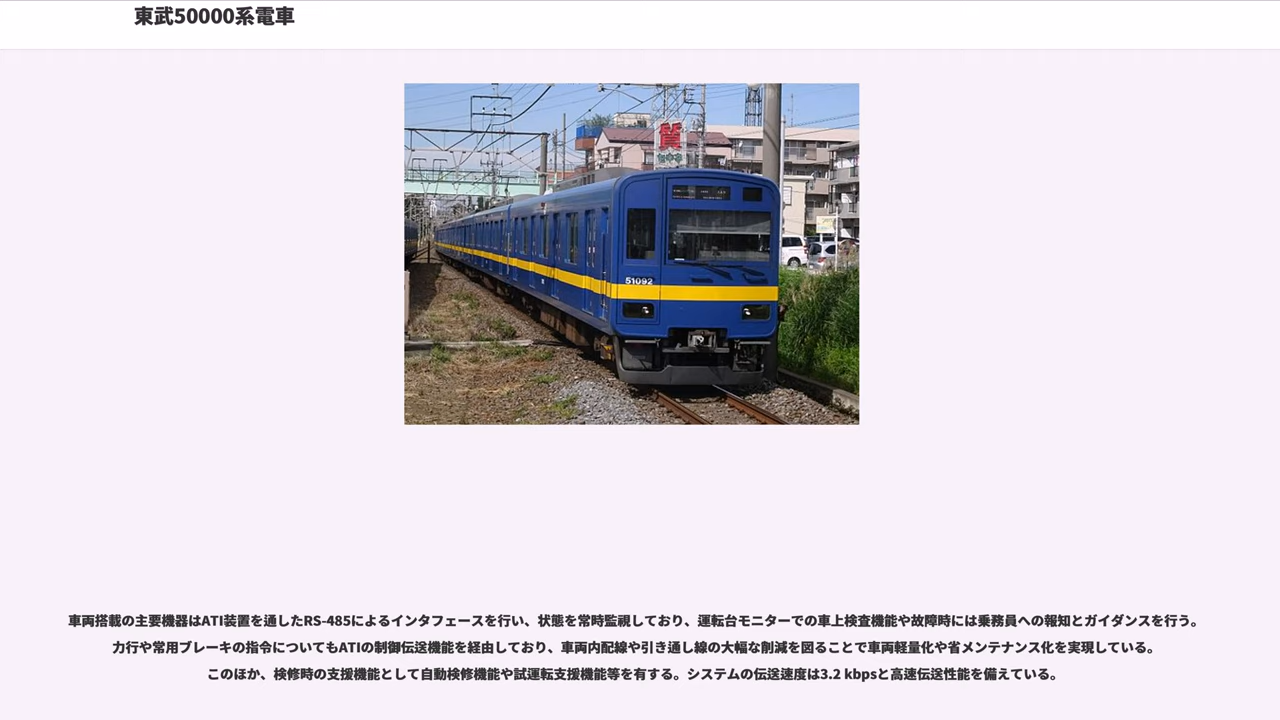 東武50000系電車
質
51092
車両搭載の主要機器はATI装置を通したRS-485によるインタフェースを行い、状態を常時監視しており、運転台モニターでの車上検査機能や故障時には乗務員への報知とガイダンスを行う。
力行や常用ブレーキの指令についてもATIの制御伝送機能を経由しており、車両内配線や引き通し線の大幅な削減を図ることで車両軽量化や省メンテナンス化を実現している。
このほか、検修時の支援機能として自動検修機能や試運転支援機能等を有する。システムの伝送速度は3.2 kbpsと高速伝送性能を備えている。